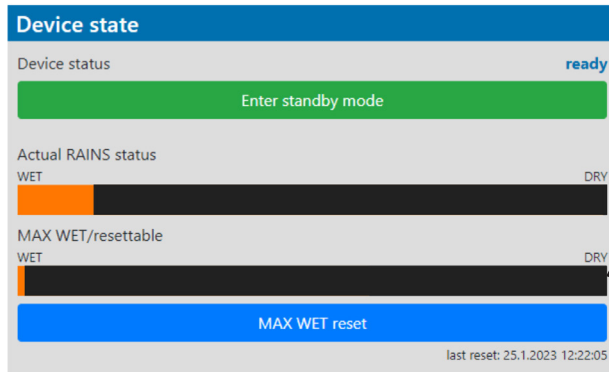 Device state
Device status ready
Enter standby mode
Actual RAINS status
WET DRY
MAX WET/resettable
WET DRY
MAX WET reset
last reset: 25.1.2023 12:22:05